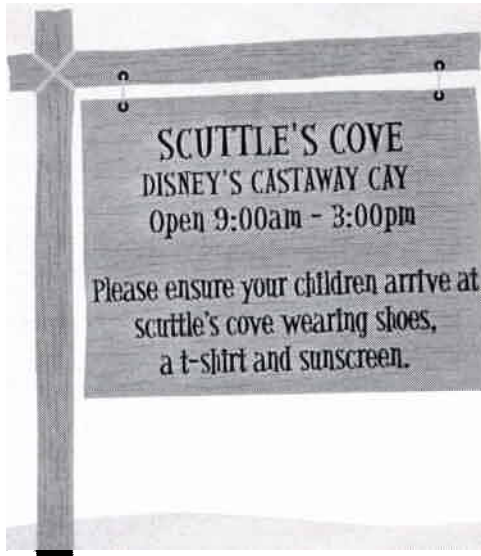 SCUTTLE'S COVE
DISNEY'S CASTAWAY CAY
Open 9:00am - 3:00pm
Please ensure your children arrive at
scuttle's cove wearing shoes,
a t-shirt and sunscreen.